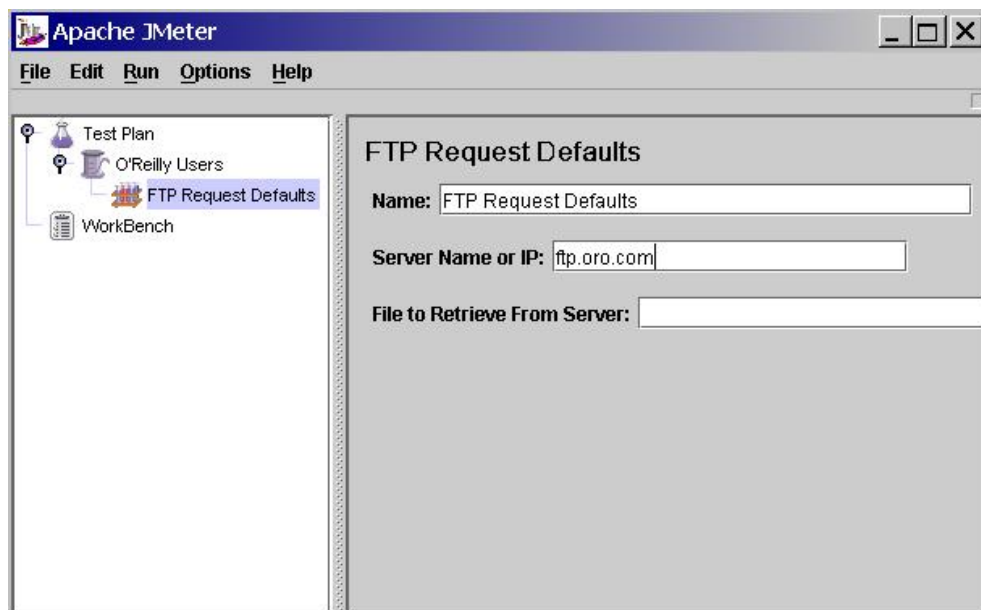 Apache JMeter
File Edit Run Options Help
Test Plan
O'Reilly Users
FTP Request Defaults
WorkBench
FTP Request Defaults
Name: FTP Request Defaults
Server Name or IP: ftp.oro.com
File to Retrieve From Server: